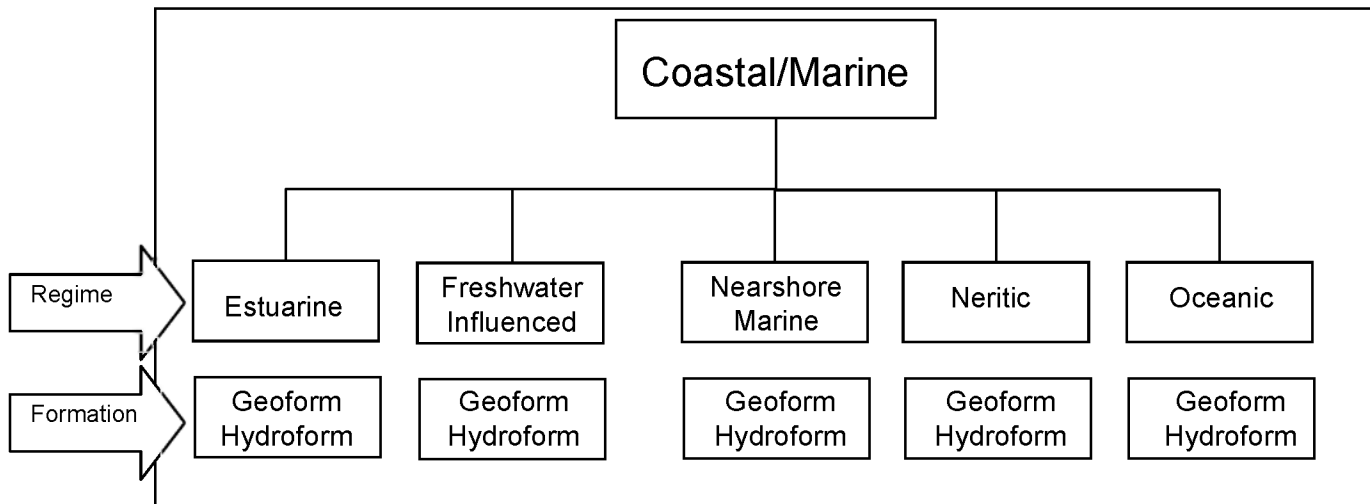 Coastal/Marine
Regime
Estuarine
Freshwater
Influenced
Nearshore
Marine
Neritic
Oceanic
Formation
Geoform
Hydroform
Geoform
Hydroform
Geoform
Hydroform
Geoform
Hydroform
Geoform
Hydroform